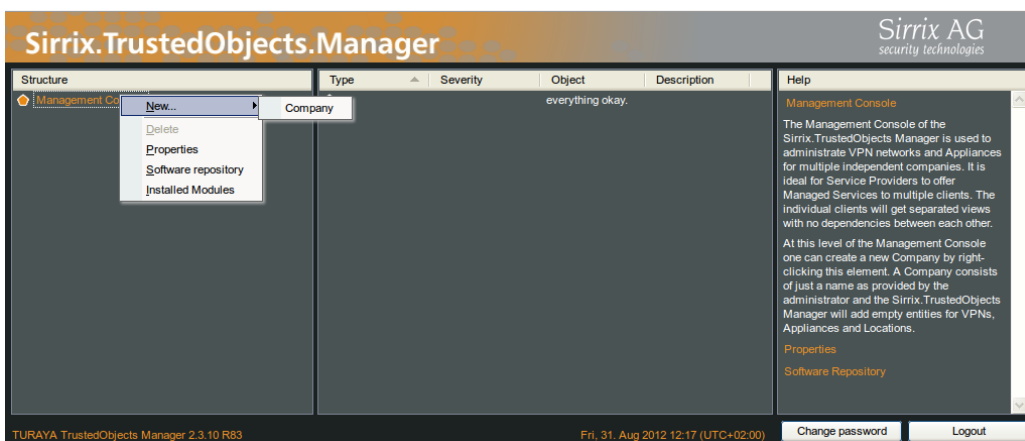 Sirrix.TrustedObjects.Manager
Sirrix AG
security technologies
Structure
Type
Severity
Object
Description
Help
Management Co
New...
Company
Delete
Properties
Software repository
Installed Modules
everything okay.
Management Console
The Management Console of the
Sirrix.TrustedObjects Manager is used to
administrate VPN networks and Appliances
for multiple independent companies. It is
ideal for Service Providers to offer
Managed Services to multiple clients. The
individual clients will get separated views
with no dependencies between each other.
At this level of the Management Console
one can create a new Company by right-
clicking this element. A Company consists
of just a name as provided by the
administrator and the Sirrix.TrustedObjects
Manager will add empty entities for VPNs,
Appliances and Locations.
Properties
Software Repository
TURAYA TrustedObjects Manager 2.3.10 R83
Fri, 31. Aug 2012 12:17 (UTC+02:00)
Change password
Logout